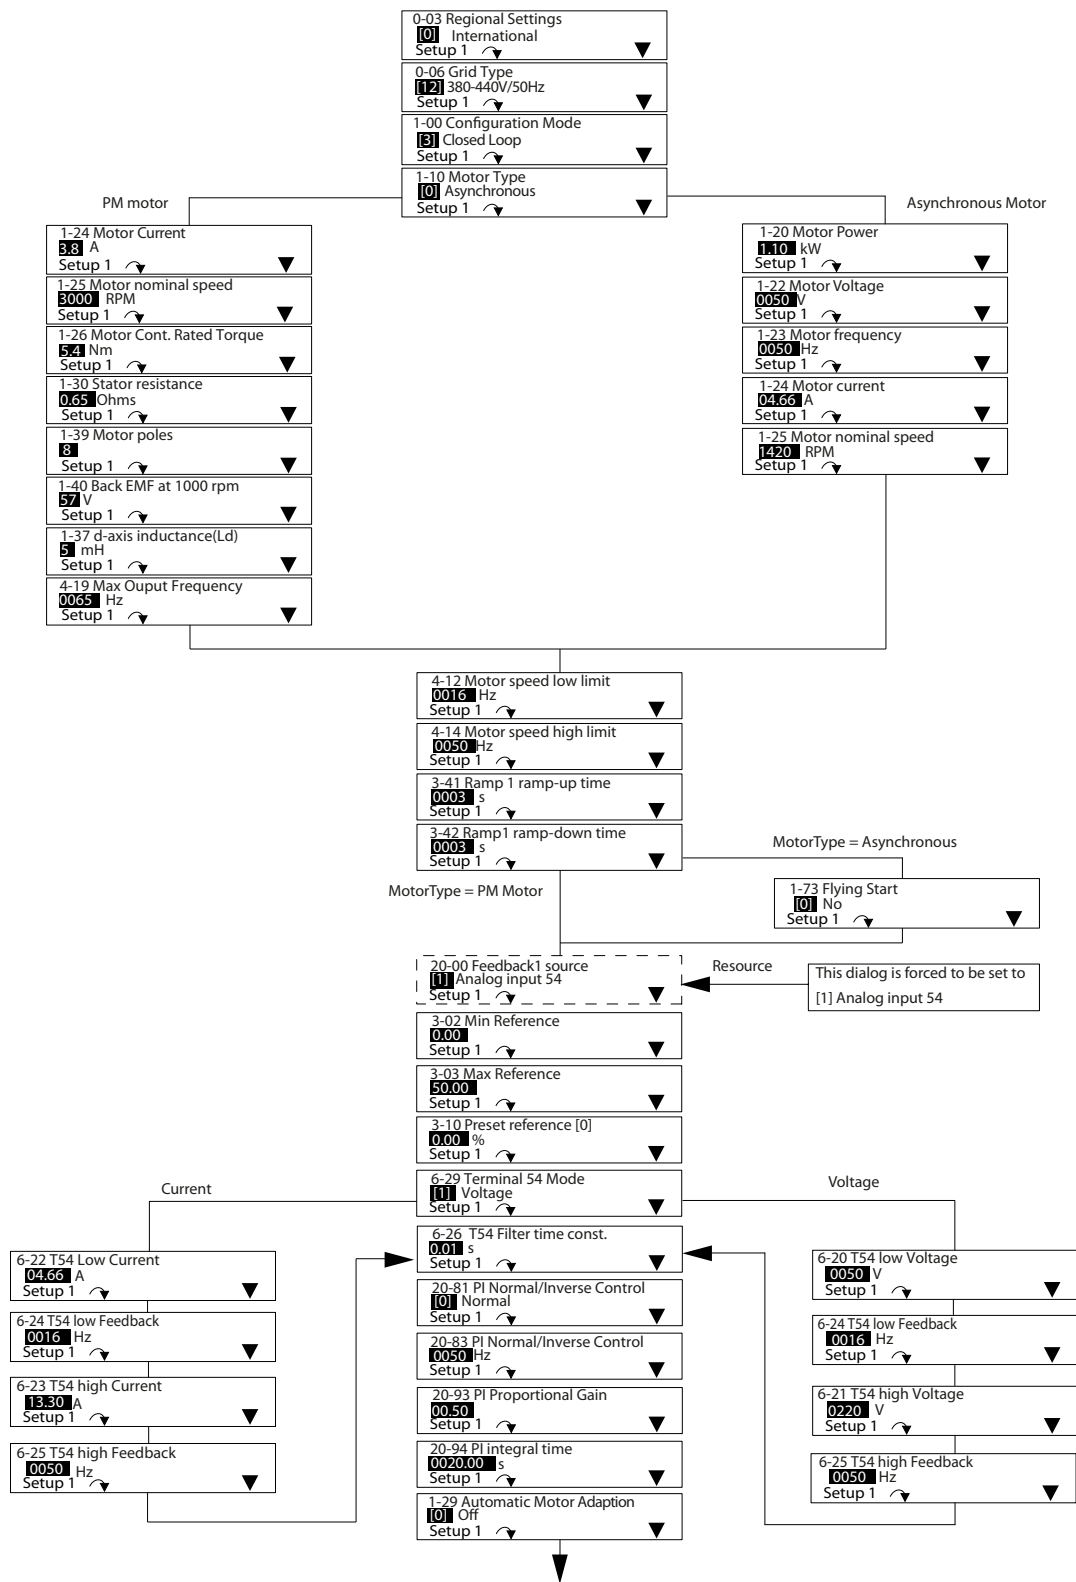 0-03 Regional Settings
[0] International
Setup 1
0-06 Grid Type
[12] 380-440V/50Hz
Setup 1
1-00 Configuration Mode
[3] Closed Loop
Setup 1
1-10 Motor Type
[0] Asynchronous
Setup 1
PM motor
Asynchronous Motor
1-24 Motor Current
3.8 A
Setup 1
1-25 Motor nominal speed
3000 RPM
Setup 1
1-26 Motor Cont. Rated Torque
5.4 Nm
Setup 1
1-30 Stator resistance
0.65 Ohms
Setup 1
1-39 Motor poles
8
Setup 1
1-40 Back EMF at 1000 rpm
57 V
Setup 1
1-37 d-axis inductance(Ld)
5 mH
Setup 1
4-19 Max Ouput Frequency
0065 Hz
Setup 1
1-20 Motor Power
1.10 kW
Setup 1
1-22 Motor Voltage
0050 V
Setup 1
1-23 Motor frequency
0050 Hz
Setup 1
1-24 Motor current
04.66 A
Setup 1
1-25 Motor nominal speed
1420 RPM
Setup 1
4-12 Motor speed low limit
0016 Hz
Setup 1
4-14 Motor speed high limit
0050 Hz
Setup 1
3-41 Ramp 1 ramp-up time
0003 s
Setup 1
3-42 Ramp1 ramp-down time
0003 s
Setup 1
MotorType = Asynchronous
MotorType = PM Motor
1-73 Flying Start
[0] No
Setup 1
20-00 Feedback1 source
[1] Analog input 54
Setup 1
Resource
This dialog is forced to be set to
[1] Analog input 54
3-02 Min Reference
0.00
Setup 1
3-03 Max Reference
50.00
Setup 1
3-10 Preset reference [0]
0.00 %
Setup 1
6-29 Terminal 54 Mode
[1] Voltage
Setup 1
Current
Voltage
6-22 T54 Low Current
04.66 A
Setup 1
6-24 T54 low Feedback
0016 Hz
Setup 1
6-23 T54 high Current
13.30 A
Setup 1
6-25 T54 high Feedback
0050 Hz
Setup 1
6-26 T54 Filter time const.
0.01 s
Setup 1
20-81 PI Normal/Inverse Control
[0] Normal
Setup 1
20-83 PI Normal/Inverse Control
0050 Hz
Setup 1
20-93 PI Proportional Gain
00.50
Setup 1
20-94 PI integral time
0020.00 s
Setup 1
1-29 Automatic Motor Adaption
[0] Off
Setup 1
6-20 T54 low Voltage
0050 V
Setup 1
6-24 T54 low Feedback
0016 Hz
Setup 1
6-21 T54 high Voltage
0220 V
Setup 1
6-25 T54 high Feedback
0050 Hz
Setup 1